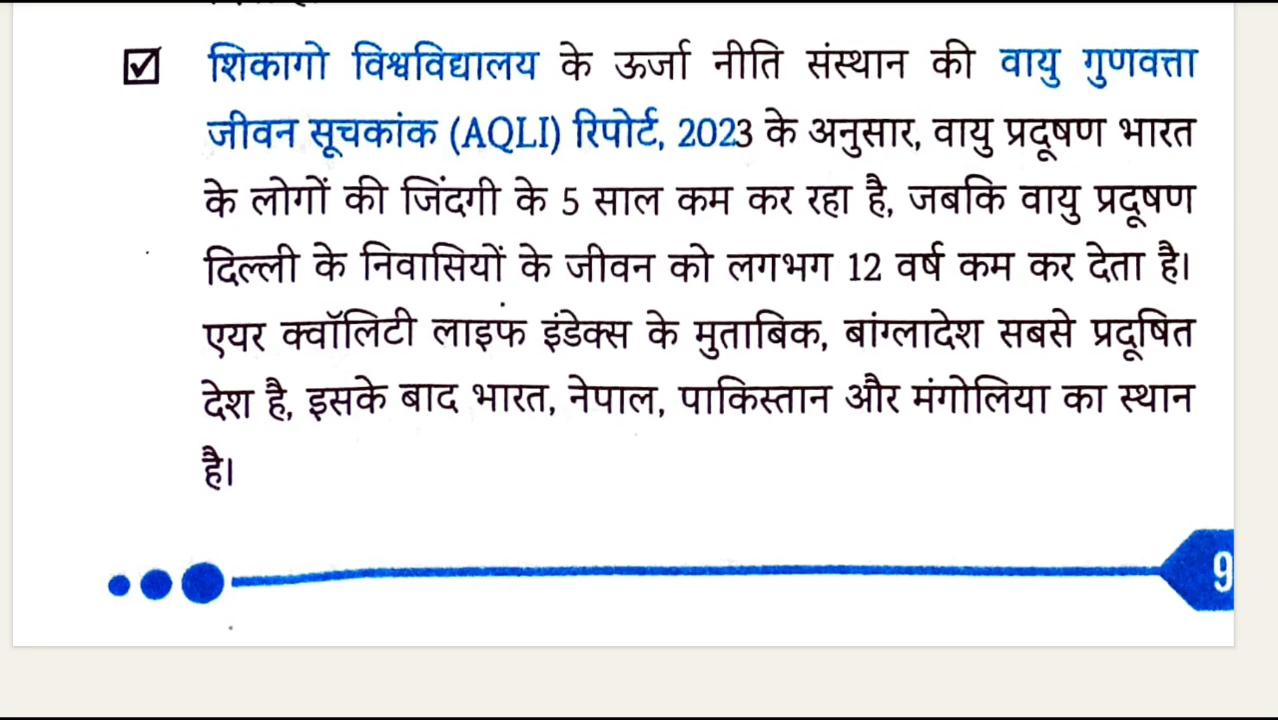 शिकागो विश्वविद्यालय के ऊर्जा नीति संस्थान की वायु गुणवत्ता
जीवन सूचकांक (AQLI) रिपोर्ट, 2023 के अनुसार, वायु प्रदूषण भारत
के लोगों की जिंदगी के 5 साल कम कर रहा है, जबकि वायु प्रदूषण
दिल्ली के निवासियों के जीवन को लगभग 12 वर्ष कम कर देता है।
एयर क्वॉलिटी लाइफ इंडेक्स के मुताबिक, बांग्लादेश सबसे प्रदूषित
देश है, इसके बाद भारत, नेपाल, पाकिस्तान और मंगोलिया का स्थान
है।
9